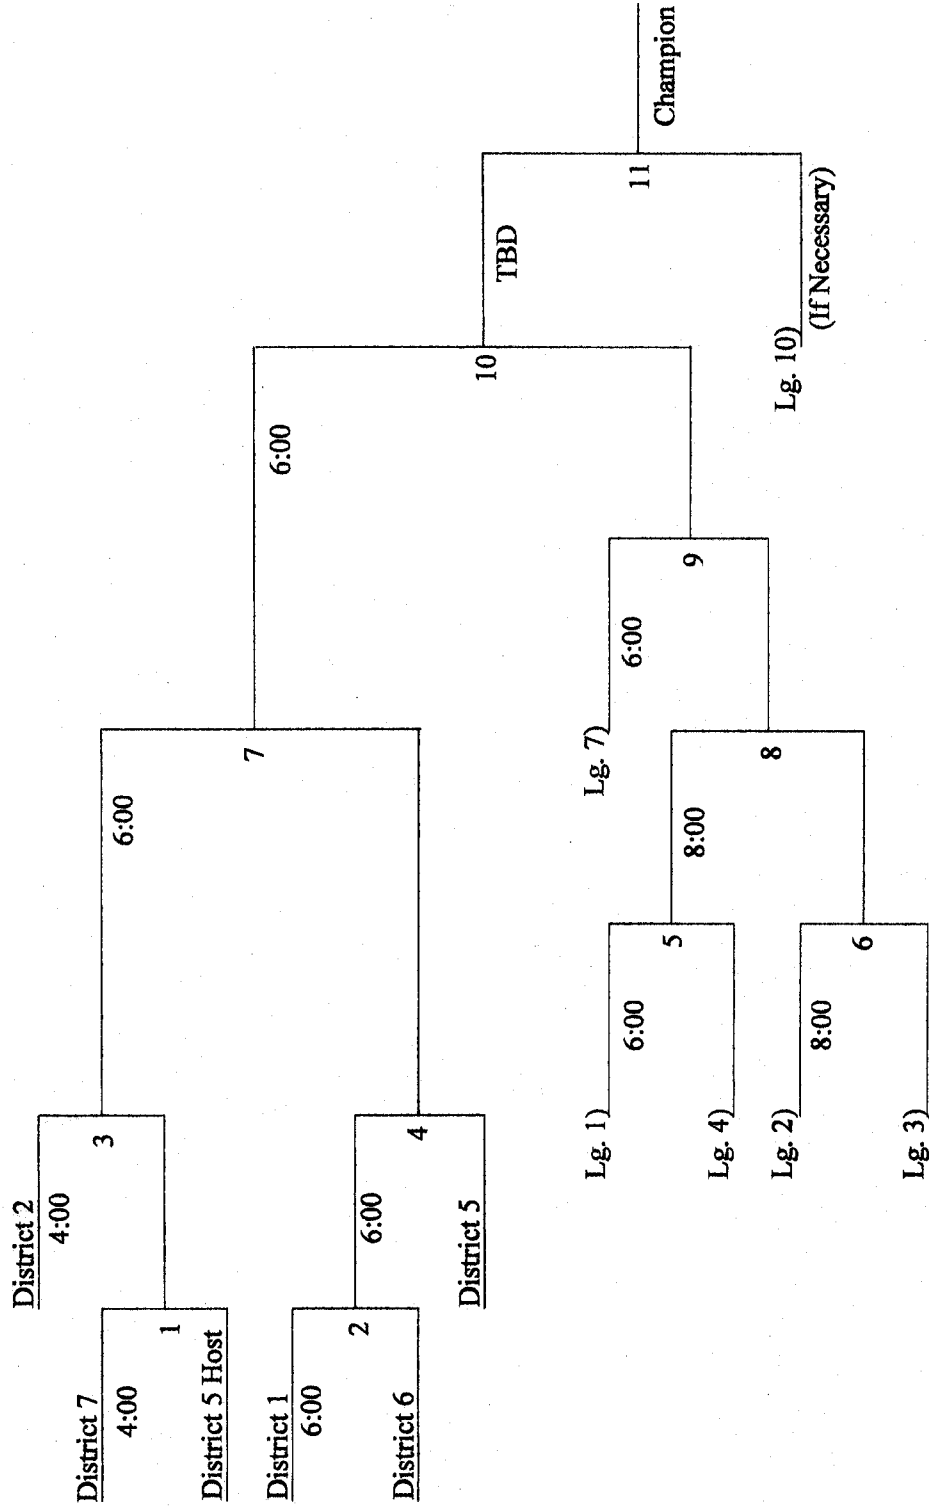 District 2
4:00
3
District 7
4:00
1
District 5 Host
6:00
7
District 1
6:00
2
District 6
6:00
4
District 5
6:00
10
TBD
11
Champion
Lg. 7)
6:00
9
Lg. 1)
6:00
5
Lg. 4)
8:00
8
Lg. 2)
8:00
6
Lg. 3)
Lg. 10)
(If Necessary)